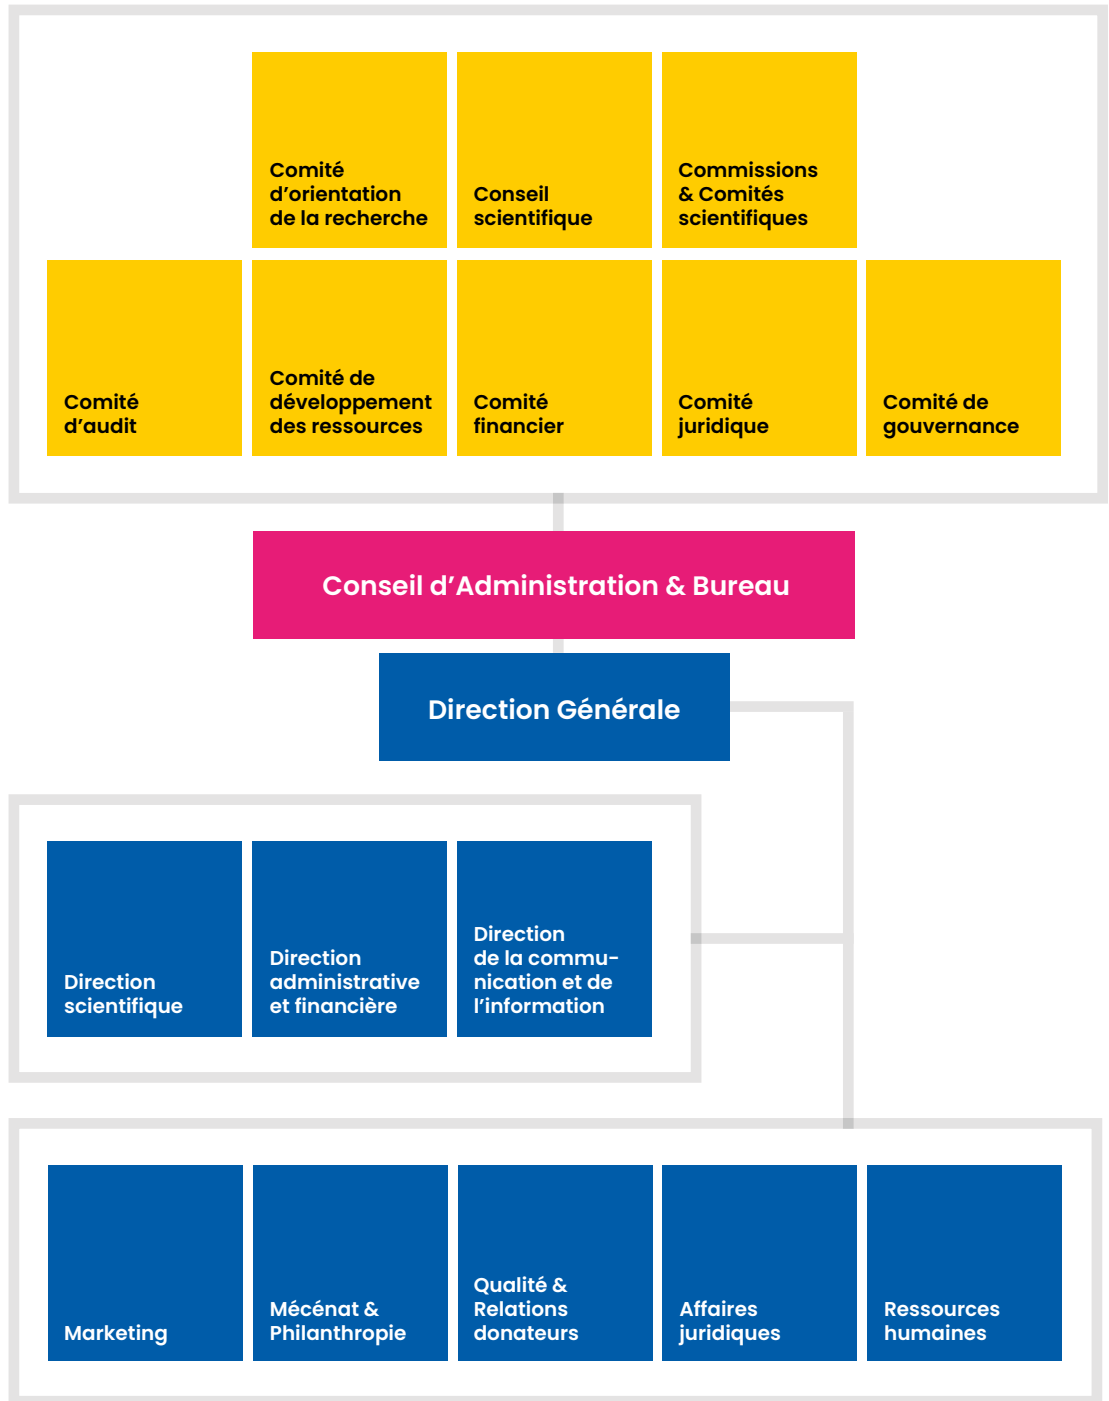 Comité
d’orientation
de la recherche
Conseil
scientifique
Commissions
& Comités
scientifiques
Comité
d’audit
Comité de
développement
des ressources
Comité
financier
Comité
juridique
Comité de
gouvernance
Conseil d’Administration & Bureau
Direction Générale
Direction
scientifique
Direction
administrative
et financière
Direction
de la commu-
nication et de
l’information
Marketing
Mécénat &
Philanthropie
Qualité &
Relations
donateurs
Affaires
juridiques
Ressources
humaines